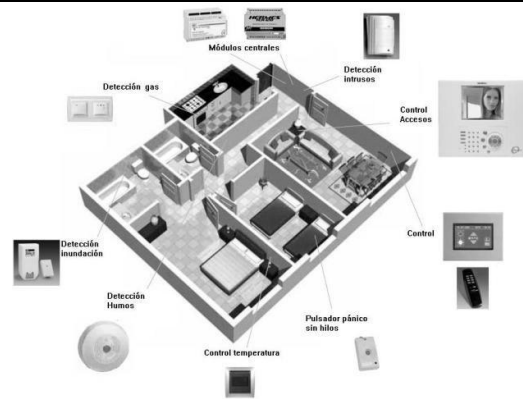 HERMES
Módulos centrales
Detección
intrusos
Detección gas
Control
Accesos
Control
Detección
inundación
Detección
Humos
Pulsador pánico
sin hilos
Control temperatura